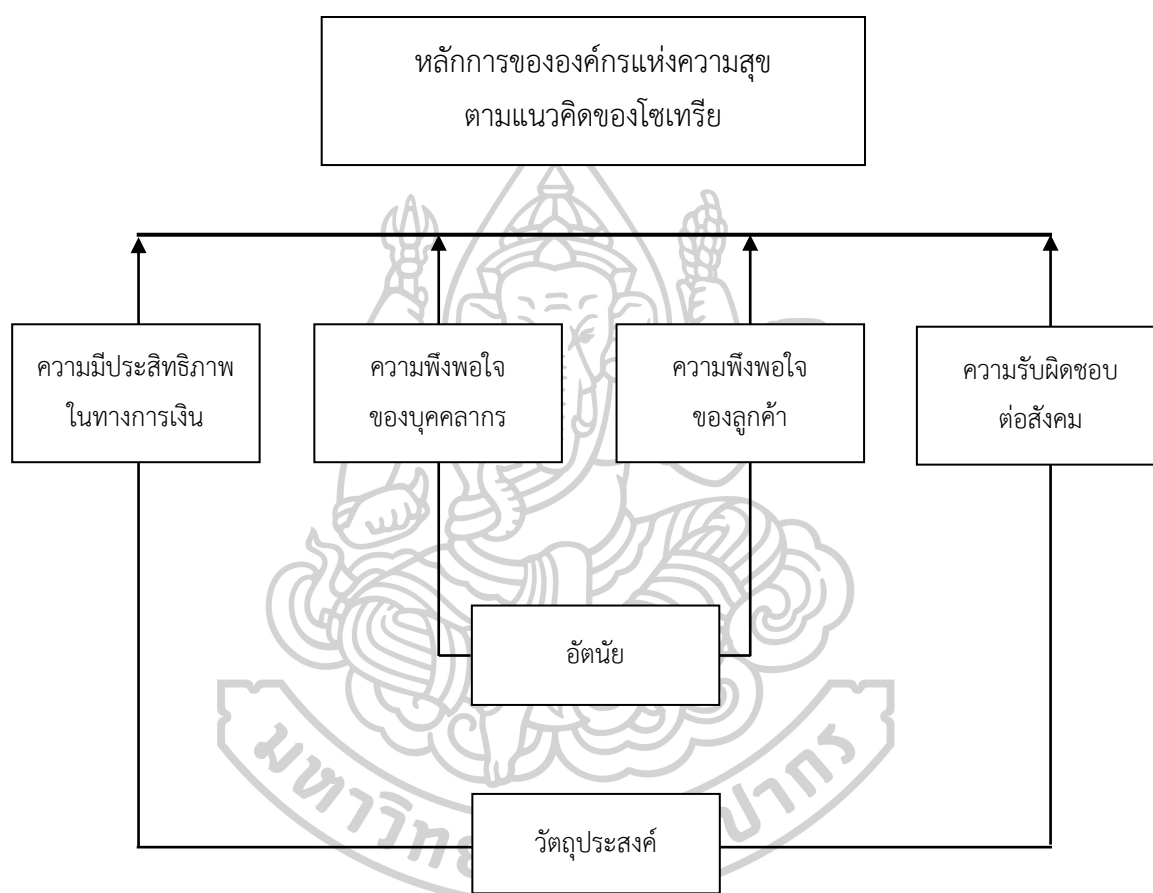 หลักการขององค์กรแห่งความสุข
ตามแนวคิดของโซเทรีย
ความมีประสิทธิภาพ
ในทางการเงิน
ความพึงพอใจ
ของบุคคลากร
ความพึงพอใจ
ของลูกค้า
ความรับผิดชอบ
ต่อสังคม
อัตนัย
วัตถุประสงค์